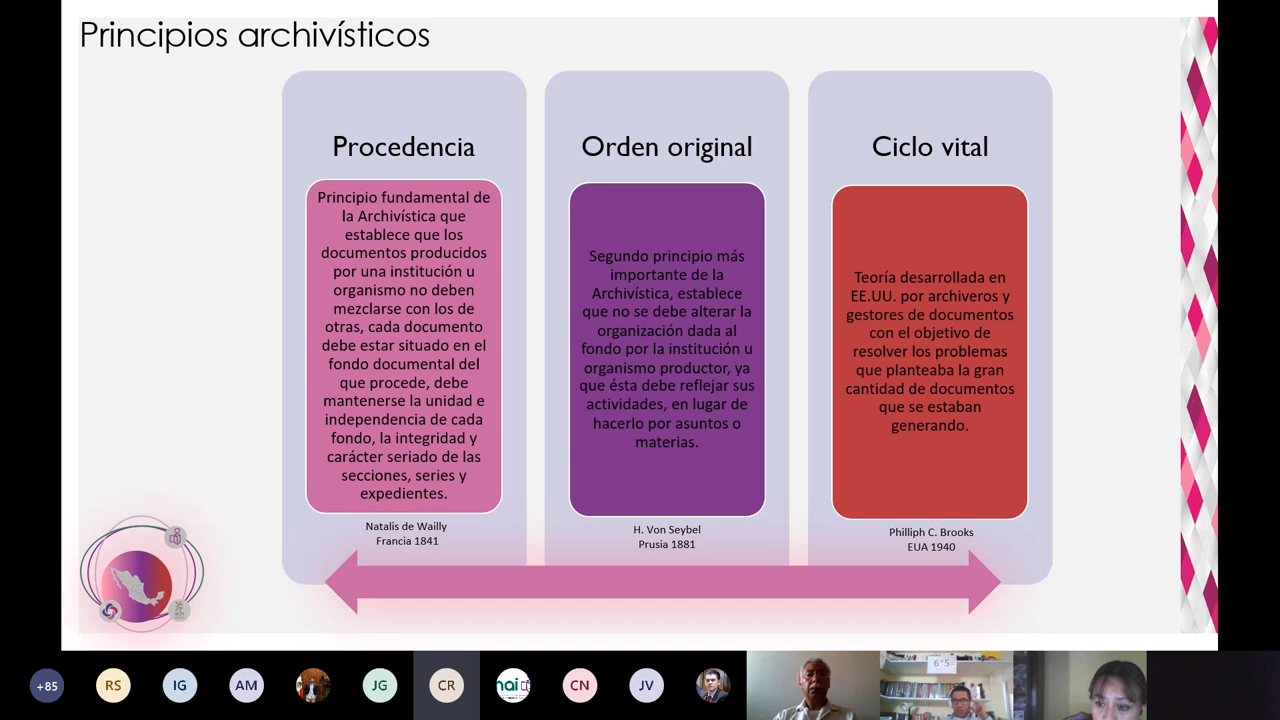 Principios archivísticos
Procedencia
Principio fundamental de
la Archivística que
establece que los
documentos producidos
por una institución u
organismo no deben
mezclarse con los de
otras, cada documento
debe estar situado en el
fondo documental del
que procede, debe
mantenerse la unidad e
independencia de cada
fondo, la integridad y
carácter seriado de las
secciones, series y
expedientes.
Natalis de Wailly
Francia 1841
Orden original
Segundo principio más
importante de la
Archivística, establece
que no se debe alterar la
organización dada al
fondo por la institución u
organismo productor, ya
que ésta debe reflejar sus
actividades, en lugar de
hacerlo por asuntos o
materias.
H. Von Seybel
Prusia 1881
Ciclo vital
Teoría desarrollada en
EE.UU. por archiveros y
gestores de documentos
con el objetivo de
resolver los problemas
que planteaba la gran
cantidad de documentos
que se estaban
generando.
Philliph C. Brooks
EUA 1940
+85
RS
IG
AM
JG
CR
nai
CN
JV